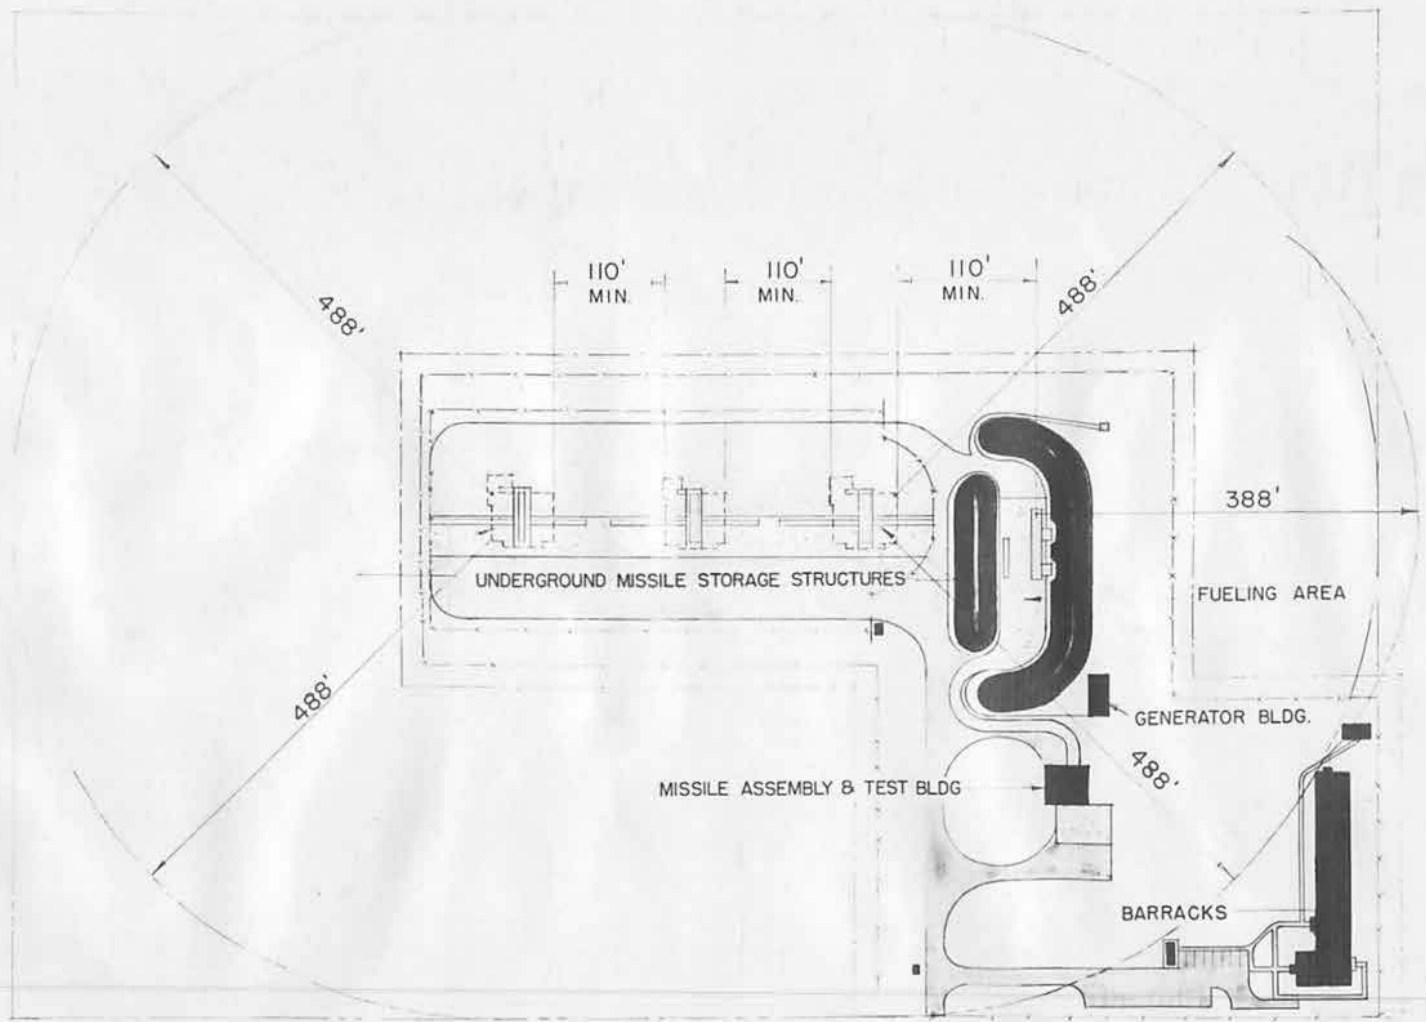 110'
MIN.
110'
MIN.
110'
MIN.
488'
488'
388'
UNDERGROUND MISSILE STORAGE STRUCTURES
FUELING AREA
488'
GENERATOR BLDG.
488'
MISSILE ASSEMBLY & TEST BLDG
BARRACKS